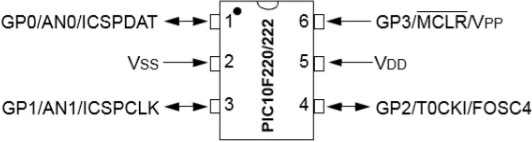 GP0/AN0/ICSPDAT 1 6 GP3/MCLR/VPP
VSS 2 5 VDD
GP1/AN1/ICSPCLK 3 4 GP2/T0CKI/FOSC4
PIC10F220/222